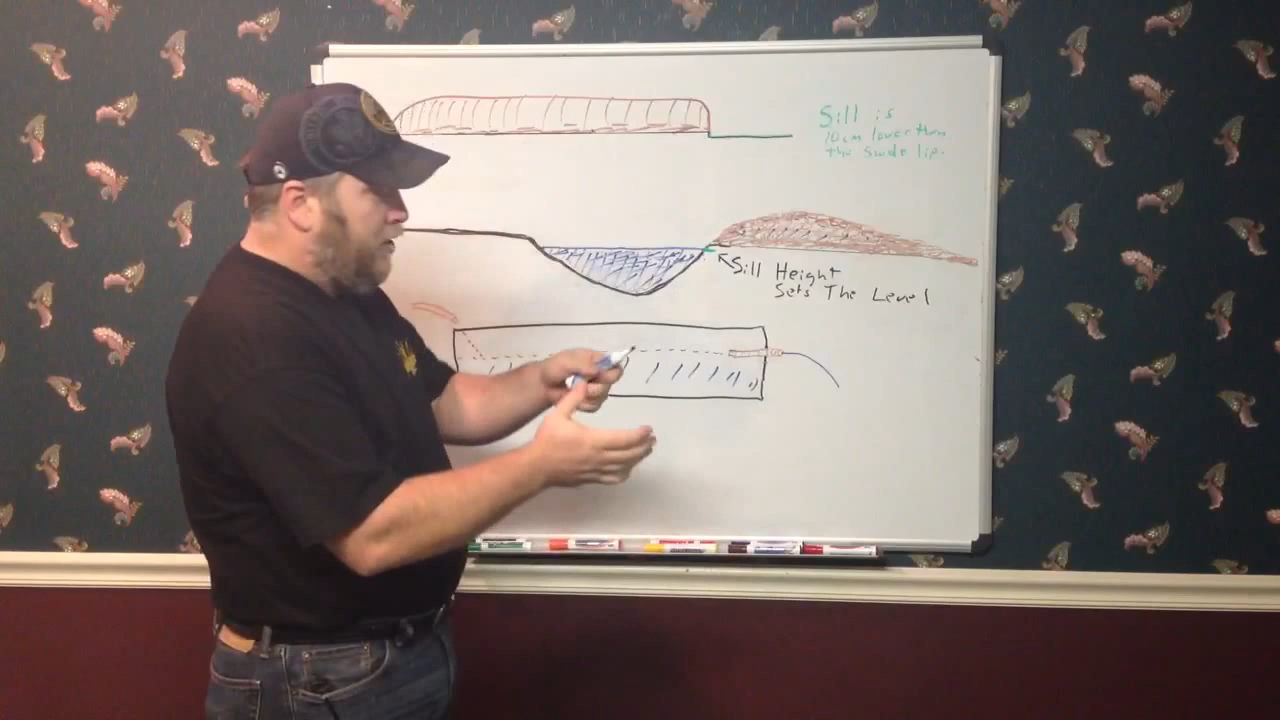 Sill is
10cm lower than
the swale lip.
Sill Height
Sets The Level